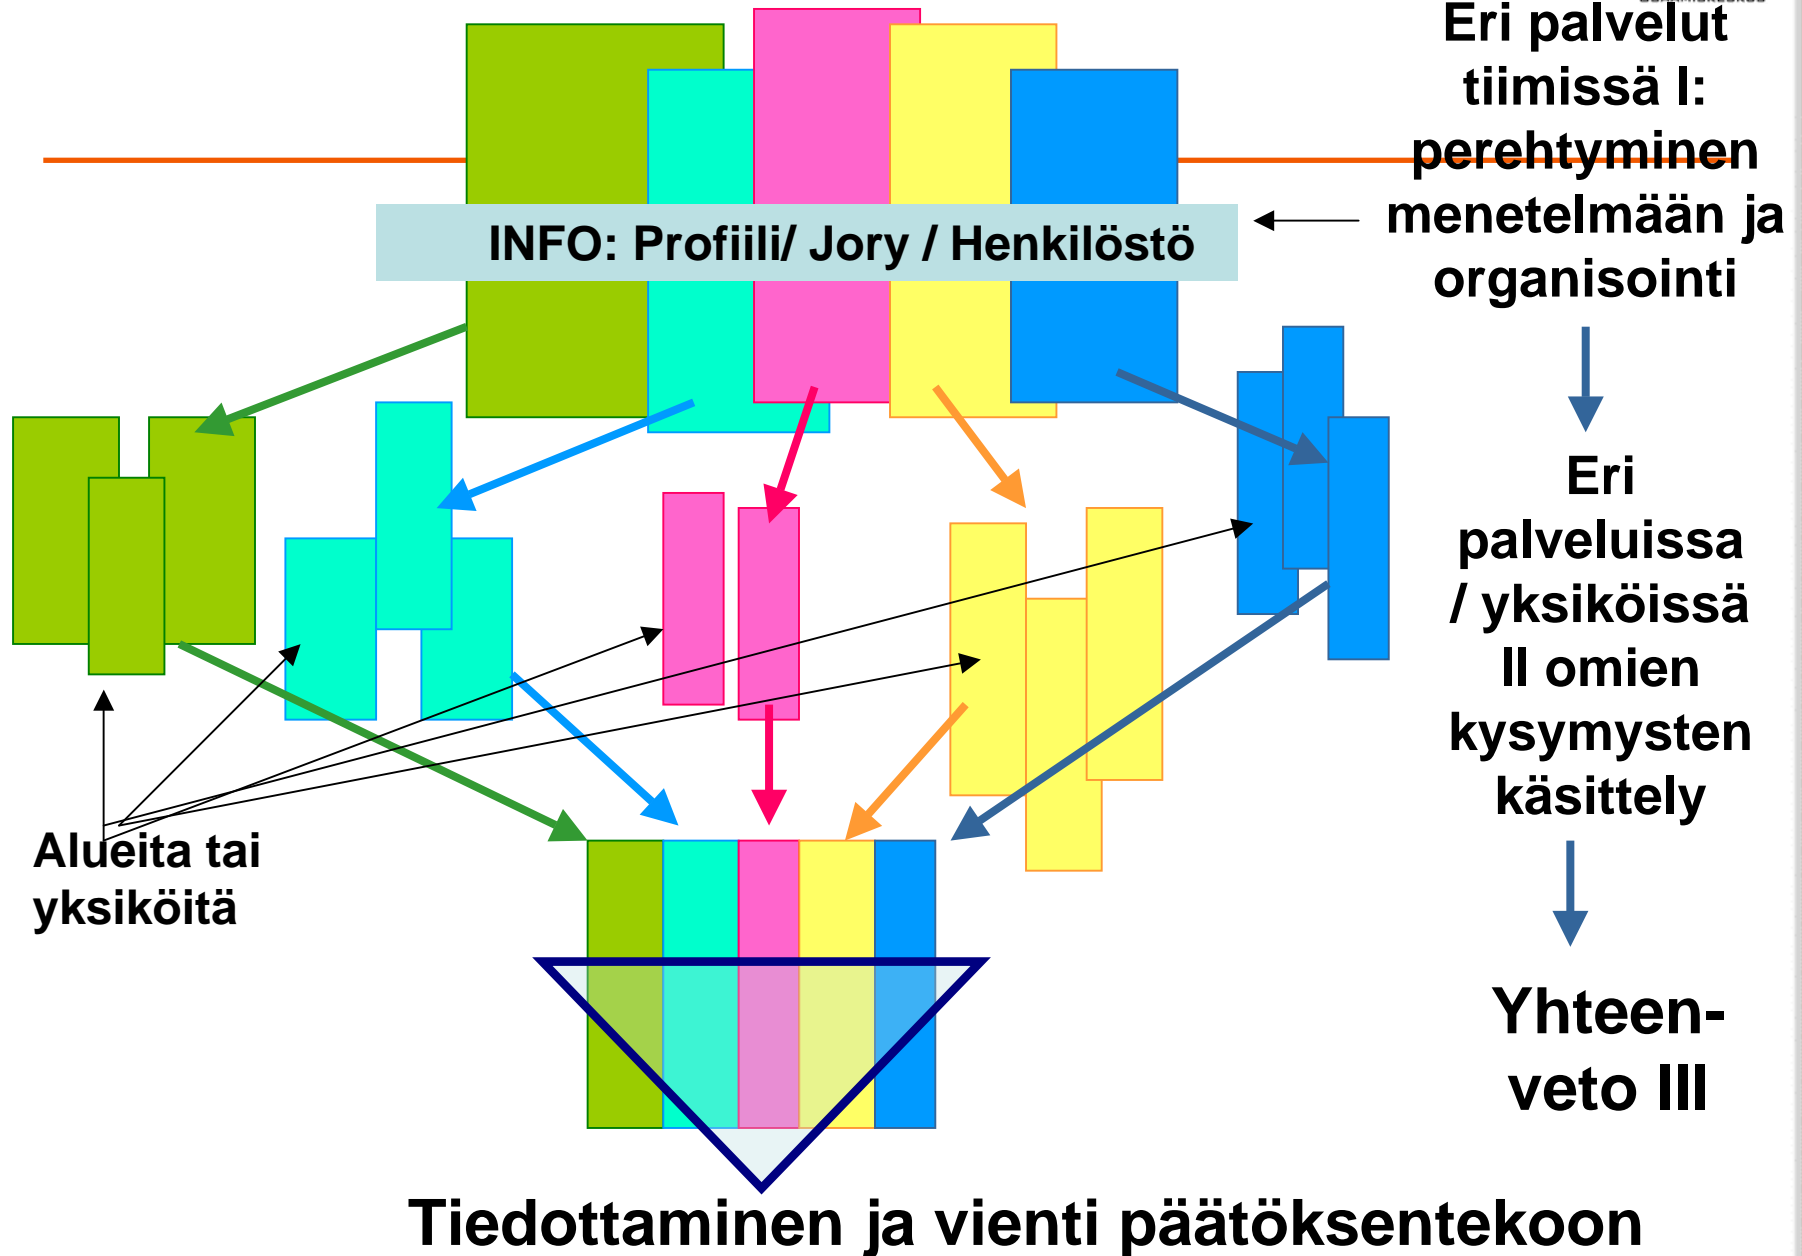 Eri palvelut
tiimissä I:
perehtyminen
menetelmään ja
organisointi
INFO: Profiili/ Jory / Henkilöstö
Eri
palveluissa
/ yksiköissä
II omien
kysymysten
käsittely
Alueita tai
yksiköitä
Yhteen-
veto III
Tiedottaminen ja vienti päätöksentekoon